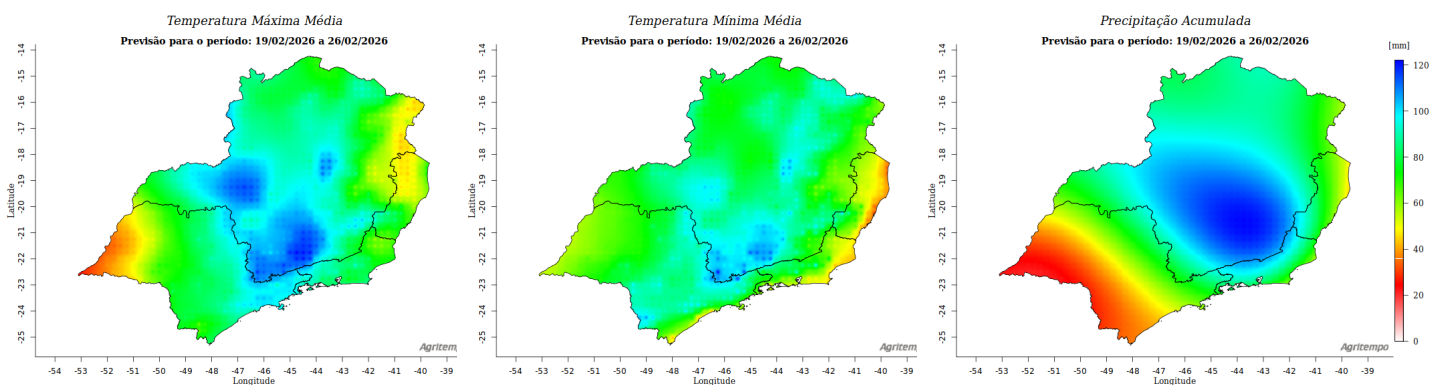 Temperatura Máxima Média
Previsão para o período: 19/02/2026 a 26/02/2026
Latitude
-14
-15
-16
-17
-18
-19
-20
-21
-22
-23
-24
-25
-54 -53 -52 -51 -50 -49 -48 -47 -46 -45 -44 -43 -42 -41 -40 -39
Longitude
Agritem
Temperatura Mínima Média
Previsão para o período: 19/02/2026 a 26/02/2026
Latitude
-14
-15
-16
-17
-18
-19
-20
-21
-22
-23
-24
-25
-54 -53 -52 -51 -50 -49 -48 -47 -46 -45 -44 -43 -42 -41 -40 -39
Longitude
Agritem
Precipitação Acumulada
Previsão para o período: 19/02/2026 a 26/02/2026
Latitude
-14
-15
-16
-17
-18
-19
-20
-21
-22
-23
-24
-25
-54 -53 -52 -51 -50 -49 -48 -47 -46 -45 -44 -43 -42 -41 -40 -39
Longitude
Agritempo
[mm]
120
100
80
60
40
20
0